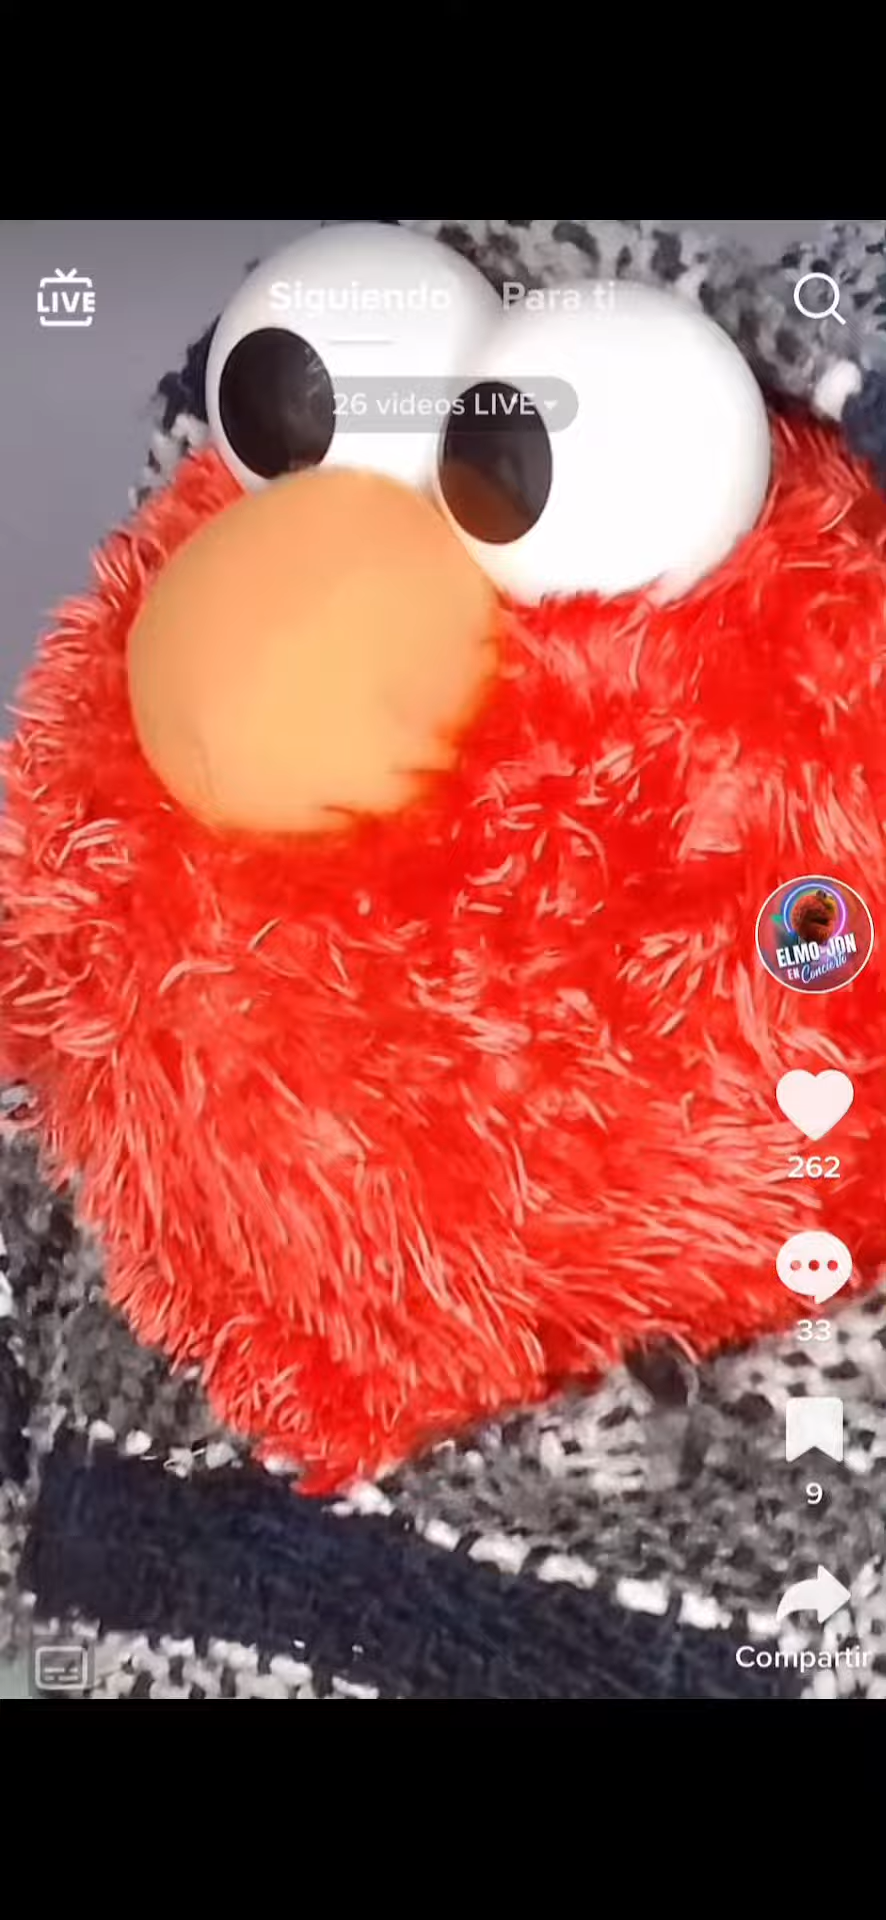 LIVE
Siguiendo Para ti
26 videos LIVE
ELMO-JON
EN Concierto
262
33
9
Compartir